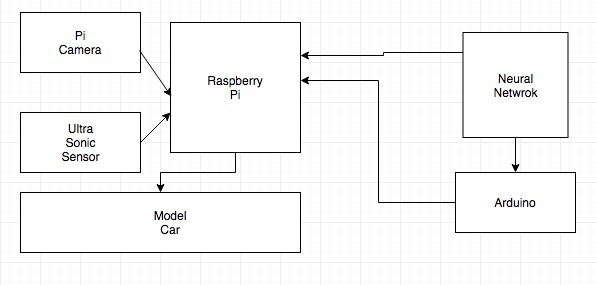 Pi
Camera
Raspberry
Pi
Neural
Netwrok
Ultra
Sonic
Sensor
Arduino
Model
Car